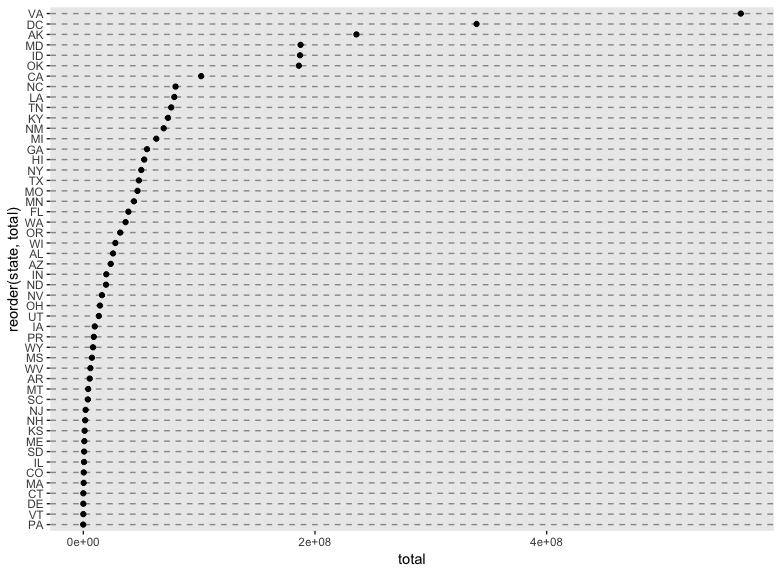 VA
DC
AK
MD
ID
OK
CA
NC
LA
TN
KY
NM
MI
GA
HI
NY
TX
MO
MN
FL
WA
OR
WI
AL
AZ
IN
ND
NV
OH
UT
IA
PR
WY
MS
WV
AR
MT
SC
NJ
NH
KS
ME
SD
IL
CO
MA
CT
DE
VT
PA
reorder(state, total)
0e+00 2e+08 4e+08
total